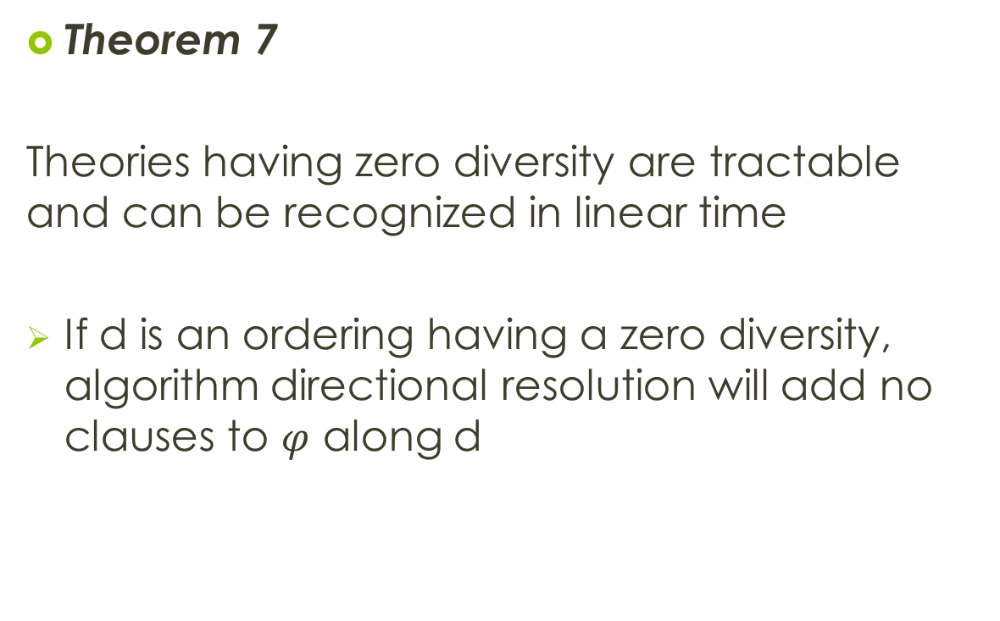 Theorem 7
Theories having zero diversity are tractable
and can be recognized in linear time
If d is an ordering having a zero diversity,
algorithm directional resolution will add no
clauses to φ along d